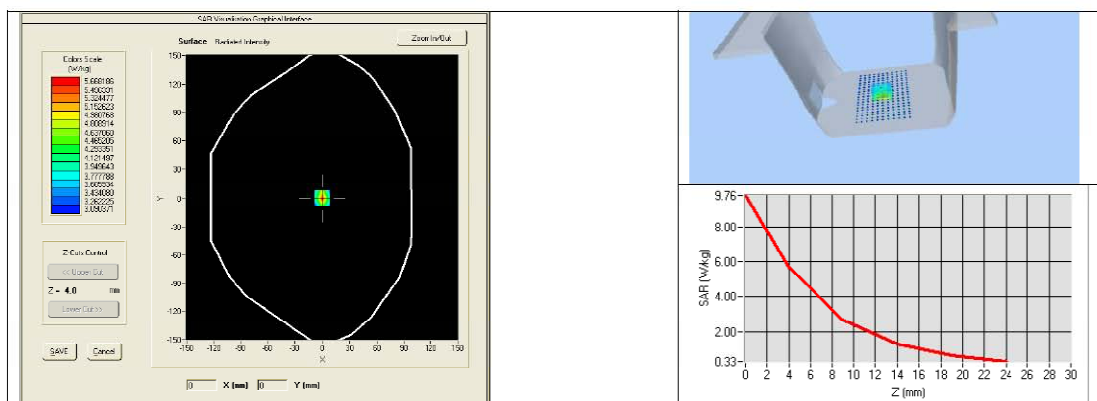 SAR Visualisation Graphical Interface
Surface Radiated Intensity
Zoom In/Out
Colors Scale
(W/kg)
5.668186
5.496331
5.324477
5.152623
4.980768
4.808914
4.637060
4.465205
4.293351
4.121497
3.949643
3.777788
3.605934
3.434080
3.262225
3.090371
150
120
90
60
30
0
-30
-60
-90
-120
-150
Y
-150 -120 -90 -60 -30 0 30 60 90 120 150
X
Z Cuts Control
<< Upper Cut
Z = 4.0 mm
Lower Cut >>
SAVE Cancel
0 X (mm) 0 Y (mm)
9.76
8.00
6.00
4.00
2.00
0.33
SAR (W/kg)
0 2 4 6 8 10 12 14 16 18 20 22 24 26 30
Z (mm)